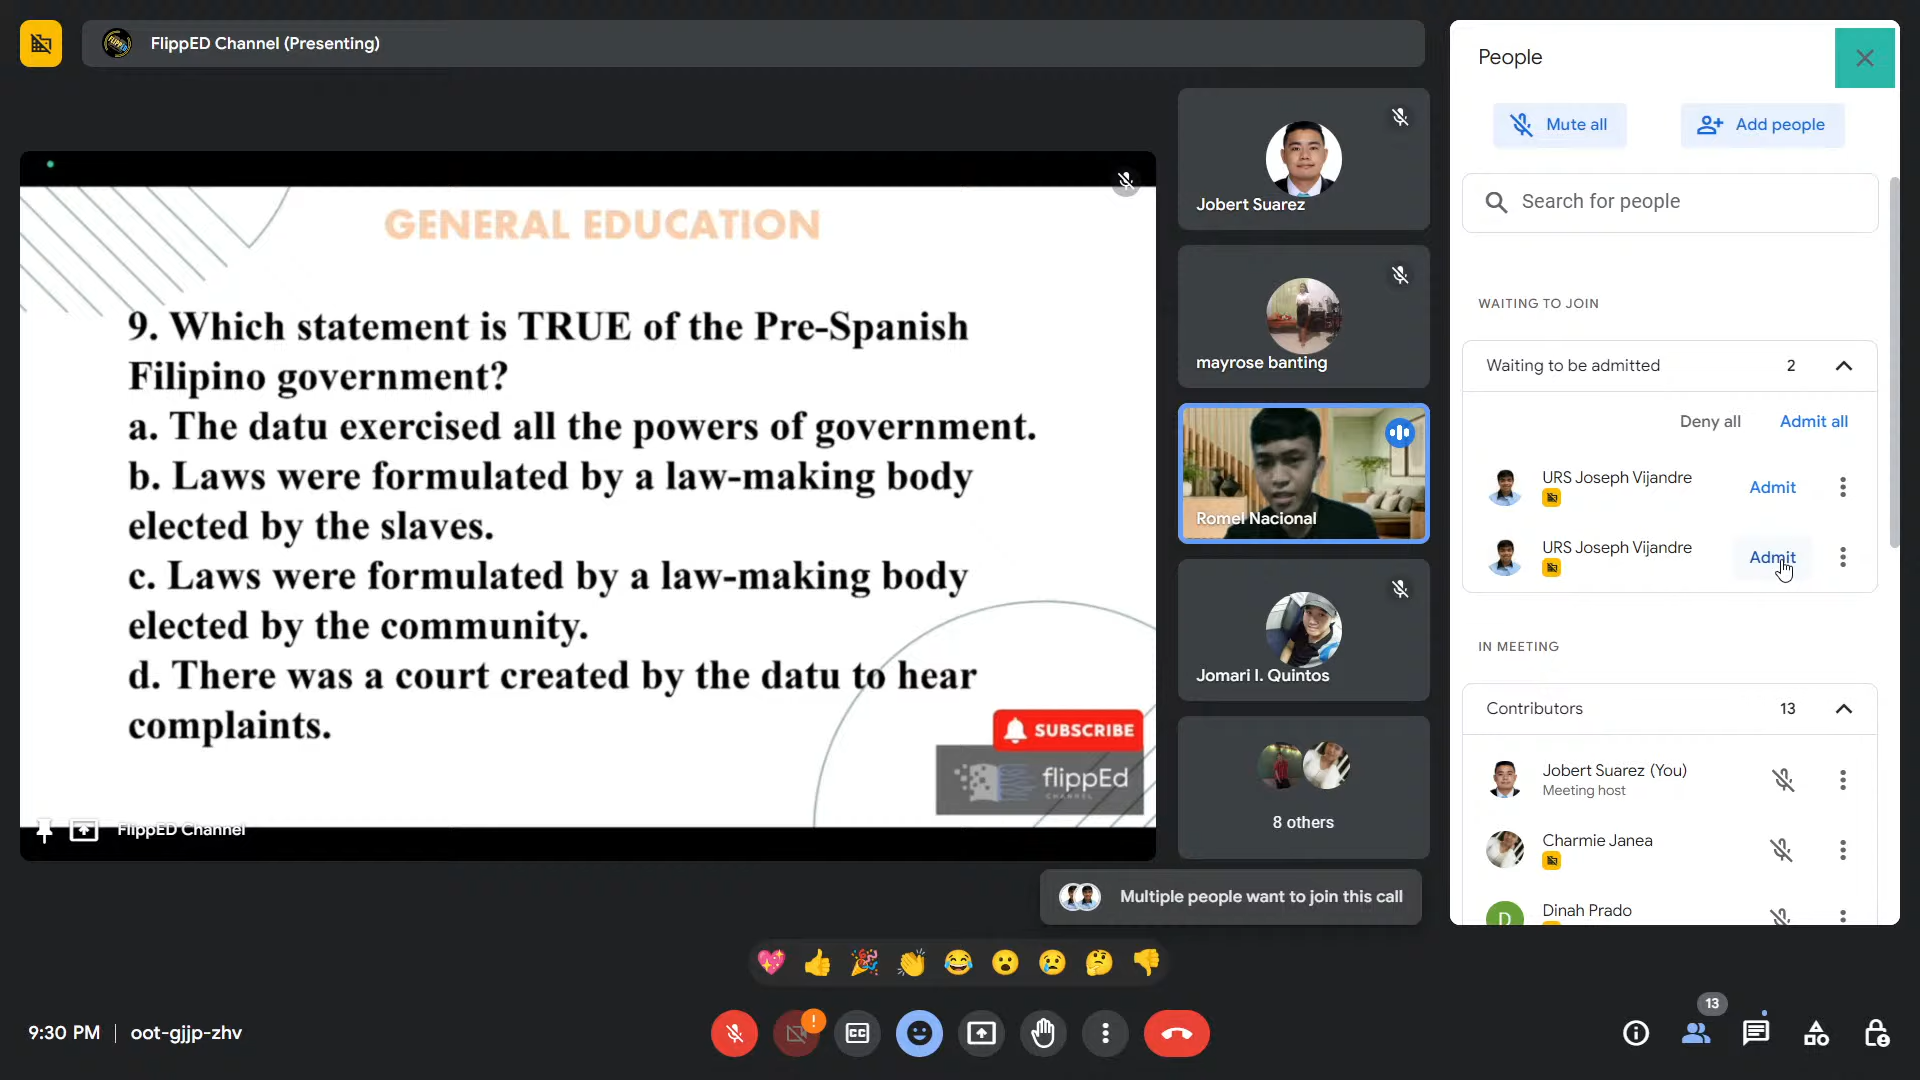 FlippED Channel (Presenting)
GENERAL EDUCATION
9. Which statement is TRUE of the Pre-Spanish
Filipino government?
a. The datu exercised all the powers of government.
b. Laws were formulated by a law-making body
elected by the slaves.
c. Laws were formulated by a law-making body
elected by the community.
d. There was a court created by the datu to hear
complaints.
SUBSCRIBE
flippEd
CHANNEL
FlippED Channel
Jobert Suarez
mayrose banting
Romel Nacional
Jomari I. Quintos
8 others
Multiple people want to join this call
People
Mute all
Add people
Search for people
WAITING TO JOIN
Waiting to be admitted 2
Deny all Admit all
URS Joseph Vijandre Admit
URS Joseph Vijandre Admit
IN MEETING
Contributors 13
Jobert Suarez (You)
Meeting host
Charmie Janea
D Dinah Prado
9:30 PM | oot-gjjp-zhv
!
CC
13